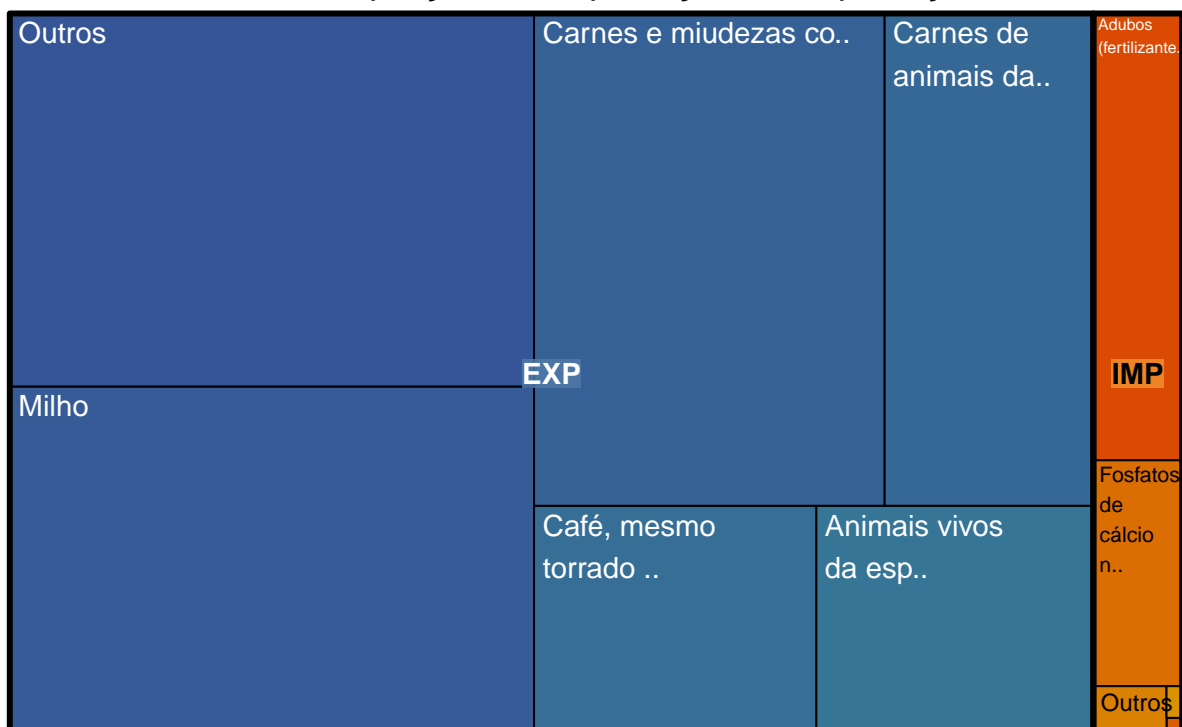 Outros
Milho
EXP
Carnes e miudezas co..
Carnes de
animais da..
Café, mesmo
torrado ..
Animais vivos
da esp..
Adubos
(fertilizante.
IMP
Fosfatos
de
cálcio
n..
Outros